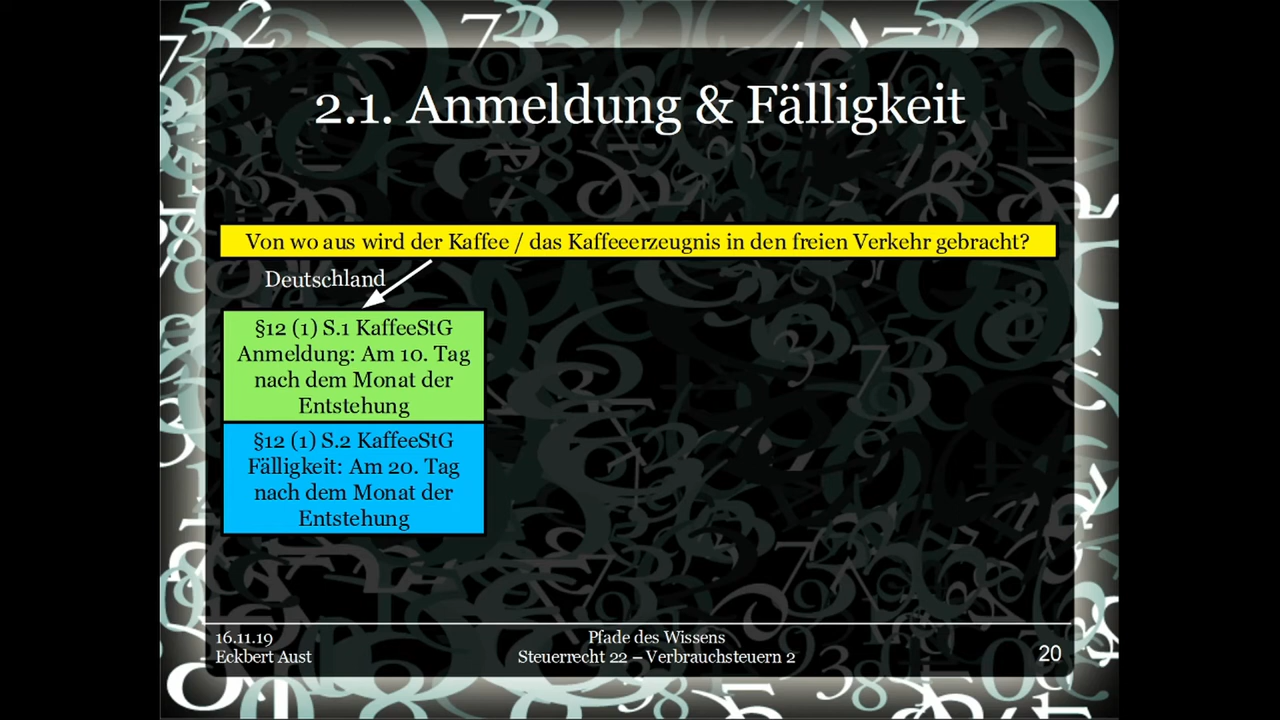 2.1. Anmeldung & Fälligkeit
Von wo aus wird der Kaffee / das Kaffeeerzeugnis in den freien Verkehr gebracht?
Deutschland
§12 (1) S.1 KaffeeStG
Anmeldung: Am 10. Tag
nach dem Monat der
Entstehung
§12 (1) S.2 KaffeeStG
Fälligkeit: Am 20. Tag
nach dem Monat der
Entstehung
16.11.19
Eckbert Aust
Pfade des Wissens
Steuerrecht 22 – Verbrauchsteuern 2
20